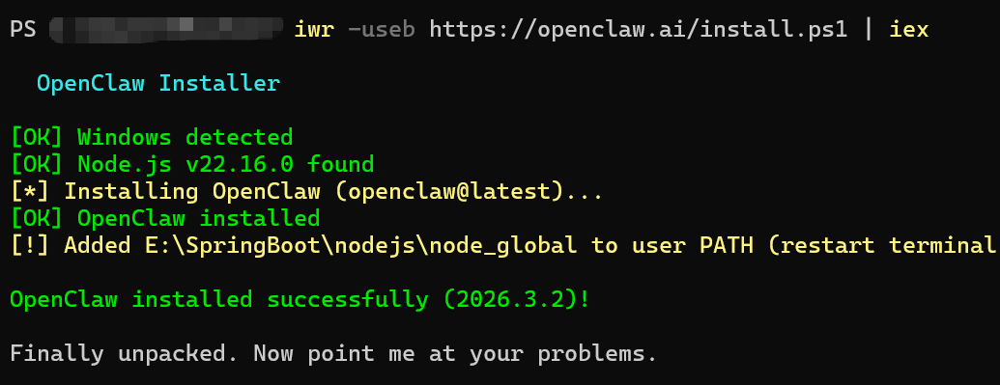 PS iwr -useb https://openclaw.ai/install.ps1 | iex
OpenClaw Installer
[OK] Windows detected
[OK] Node.js v22.16.0 found
[*] Installing OpenClaw (openclaw@latest)...
[OK] OpenClaw installed
[!] Added E:\SpringBoot\nodejs\node_global to user PATH (restart terminal
OpenClaw installed successfully (2026.3.2)!
Finally unpacked. Now point me at your problems.